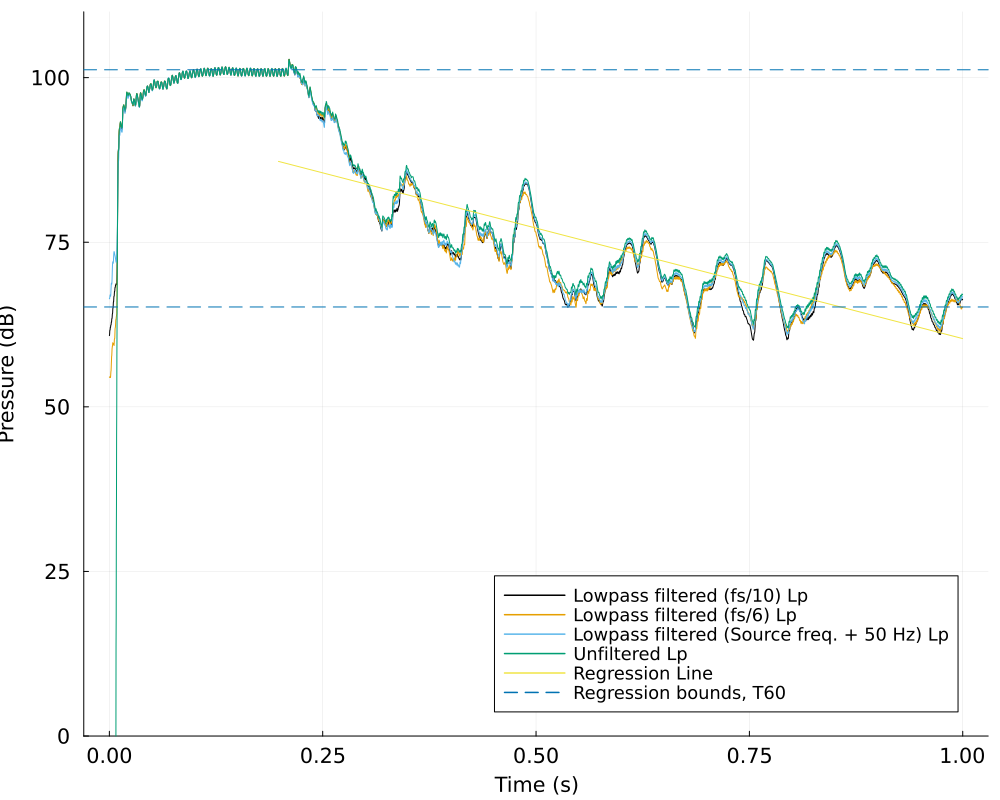 100
75
50
25
0
Pressure (dB)
0.00
0.25
0.50
0.75
1.00
Time (s)
Lowpass filtered (fs/10) Lp
Lowpass filtered (fs/6) Lp
Lowpass filtered (Source freq. + 50 Hz) Lp
Unfiltered Lp
Regression Line
Regression bounds, T60